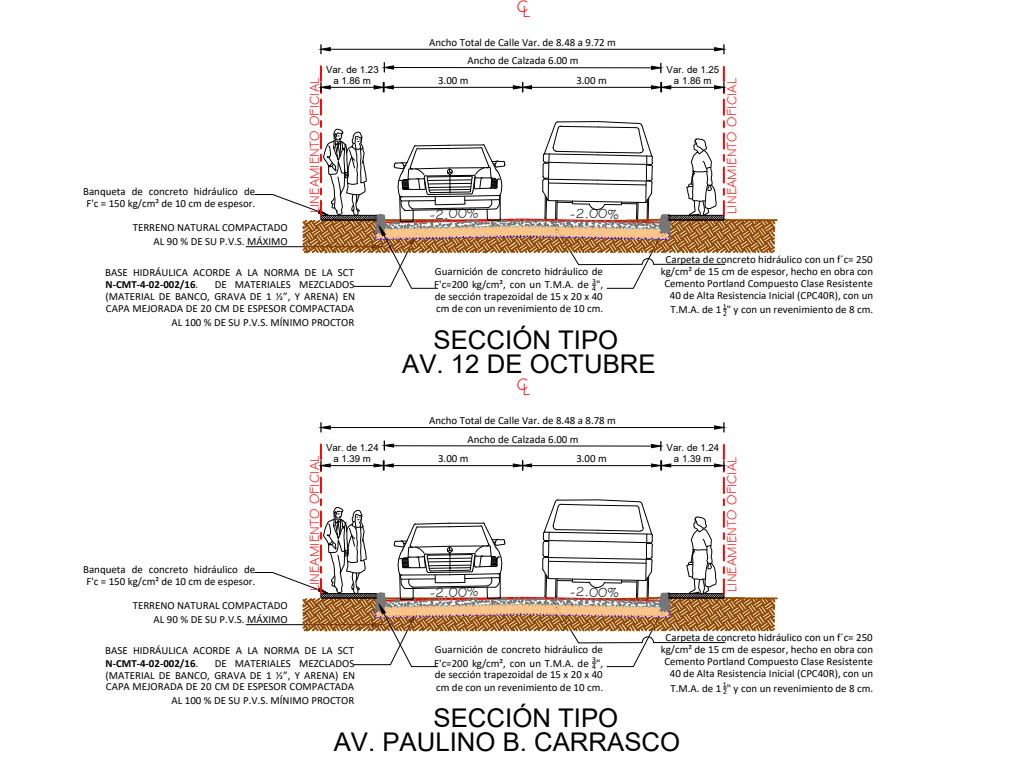 ℄
Ancho Total de Calle Var. de 8.48 a 9.72 m
Ancho de Calzada 6.00 m
Var. de 1.23
a 1.86 m
3.00 m
3.00 m
Var. de 1.25
a 1.86 m
LINEAMIENTO OFICIAL
LINEAMIENTO OFICIAL
-2.00%
-2.00%
Banqueta de concreto hidráulico de
F'c = 150 kg/cm² de 10 cm de espesor.
TERRENO NATURAL COMPACTADO
AL 90 % DE SU P.V.S. MÁXIMO
BASE HIDRÁULICA ACORDE A LA NORMA DE LA SCT
N-CMT-4-02-002/16. DE MATERIALES MEZCLADOS
(MATERIAL DE BANCO, GRAVA DE 1 ½", Y ARENA) EN
CAPA MEJORADA DE 20 CM DE ESPESOR COMPACTADA
AL 100 % DE SU P.V.S. MÍNIMO PROCTOR
Guarnición de concreto hidráulico de
F'c=200 kg/cm², con un T.M.A. de ¾",
de sección trapezoidal de 15 x 20 x 40
cm de con un revenimiento de 10 cm.
Carpeta de concreto hidráulico con un f´c= 250
kg/cm² de 15 cm de espesor, hecho en obra con
Cemento Portland Compuesto Clase Resistente
40 de Alta Resistencia Inicial (CPC40R), con un
T.M.A. de 1½" y con un revenimiento de 8 cm.
SECCIÓN TIPO
AV. 12 DE OCTUBRE
℄
Ancho Total de Calle Var. de 8.48 a 8.78 m
Ancho de Calzada 6.00 m
Var. de 1.24
a 1.39 m
3.00 m
3.00 m
Var. de 1.24
a 1.39 m
LINEAMIENTO OFICIAL
LINEAMIENTO OFICIAL
-2.00%
-2.00%
Banqueta de concreto hidráulico de
F'c = 150 kg/cm² de 10 cm de espesor.
TERRENO NATURAL COMPACTADO
AL 90 % DE SU P.V.S. MÁXIMO
BASE HIDRÁULICA ACORDE A LA NORMA DE LA SCT
N-CMT-4-02-002/16. DE MATERIALES MEZCLADOS
(MATERIAL DE BANCO, GRAVA DE 1 ½", Y ARENA) EN
CAPA MEJORADA DE 20 CM DE ESPESOR COMPACTADA
AL 100 % DE SU P.V.S. MÍNIMO PROCTOR
Guarnición de concreto hidráulico de
F'c=200 kg/cm², con un T.M.A. de ¾",
de sección trapezoidal de 15 x 20 x 40
cm de con un revenimiento de 10 cm.
Carpeta de concreto hidráulico con un f´c= 250
kg/cm² de 15 cm de espesor, hecho en obra con
Cemento Portland Compuesto Clase Resistente
40 de Alta Resistencia Inicial (CPC40R), con un
T.M.A. de 1½" y con un revenimiento de 8 cm.
SECCIÓN TIPO
AV. PAULINO B. CARRASCO